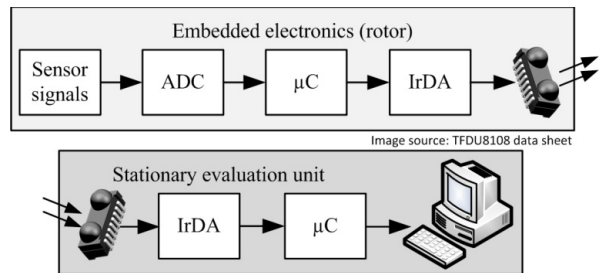 Embedded electronics (rotor)
Sensor
signals
ADC
µC
IrDA
Image source: TFDU8108 data sheet
Stationary evaluation unit
IrDA
µC